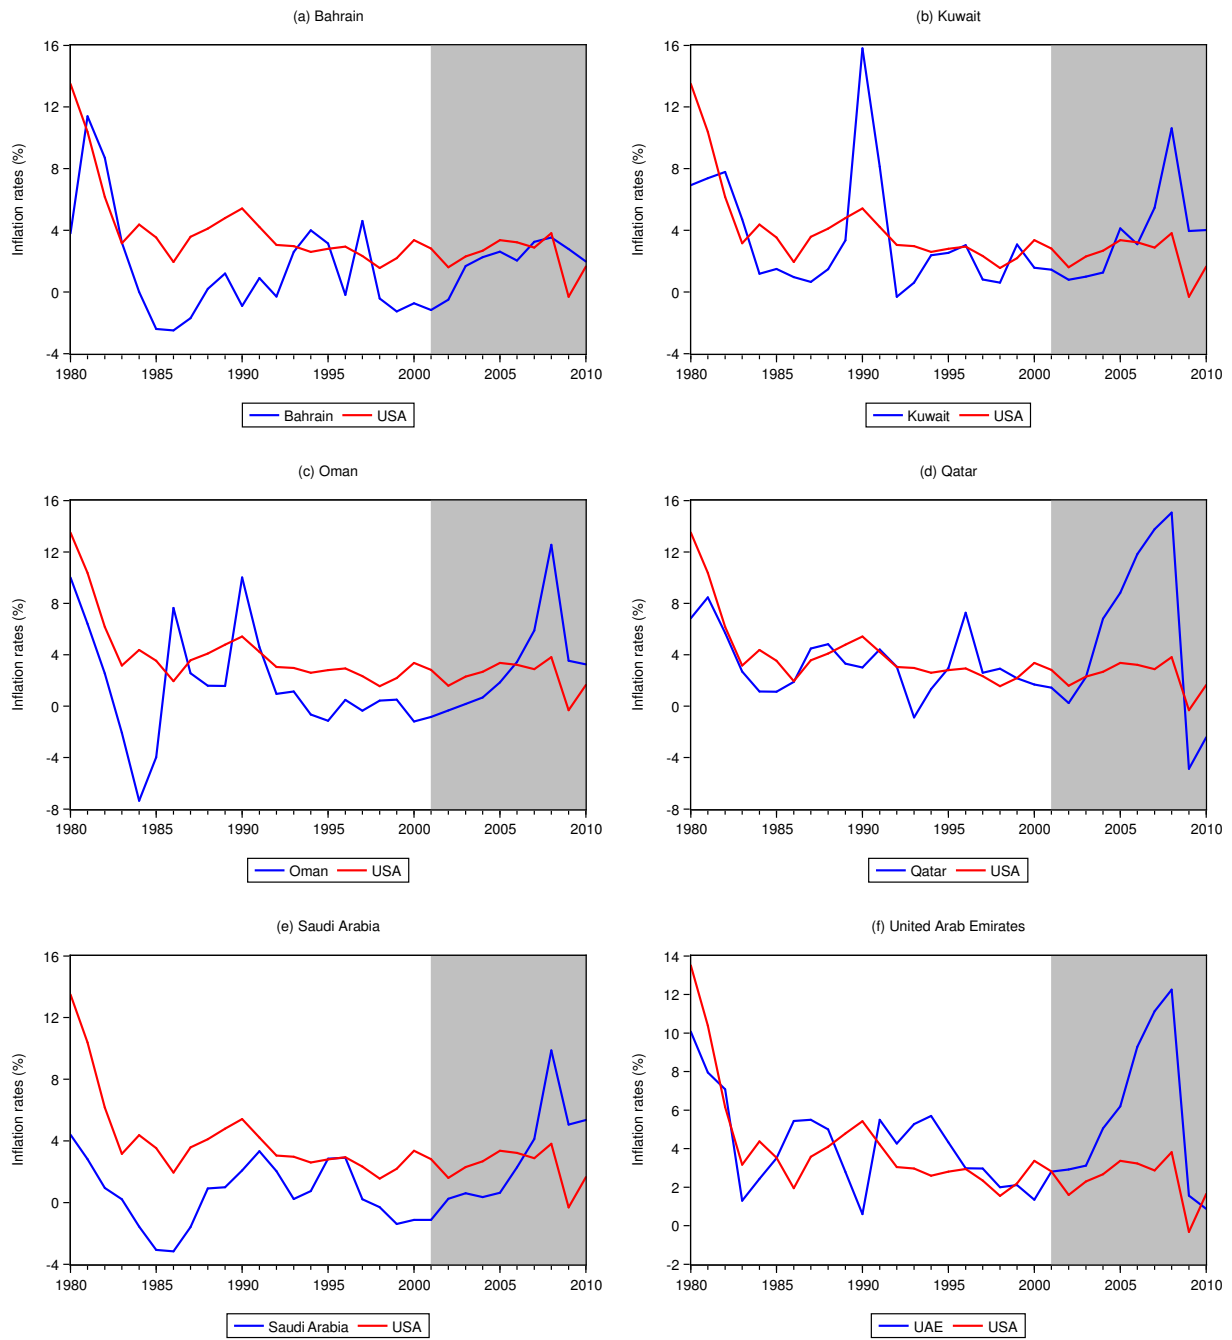 (a) Bahrain
Inflation rates (%)
16
12
8
4
0
-4
1980 1985 1990 1995 2000 2005 2010
Bahrain USA
(b) Kuwait
Inflation rates (%)
16
12
8
4
0
-4
1980 1985 1990 1995 2000 2005 2010
Kuwait USA
(c) Oman
Inflation rates (%)
16
12
8
4
0
-4
-8
1980 1985 1990 1995 2000 2005 2010
Oman USA
(d) Qatar
Inflation rates (%)
16
12
8
4
0
-4
-8
1980 1985 1990 1995 2000 2005 2010
Qatar USA
(e) Saudi Arabia
Inflation rates (%)
16
12
8
4
0
-4
1980 1985 1990 1995 2000 2005 2010
Saudi Arabia USA
(f) United Arab Emirates
Inflation rates (%)
14
12
10
8
6
4
2
0
-2
1980 1985 1990 1995 2000 2005 2010
UAE USA